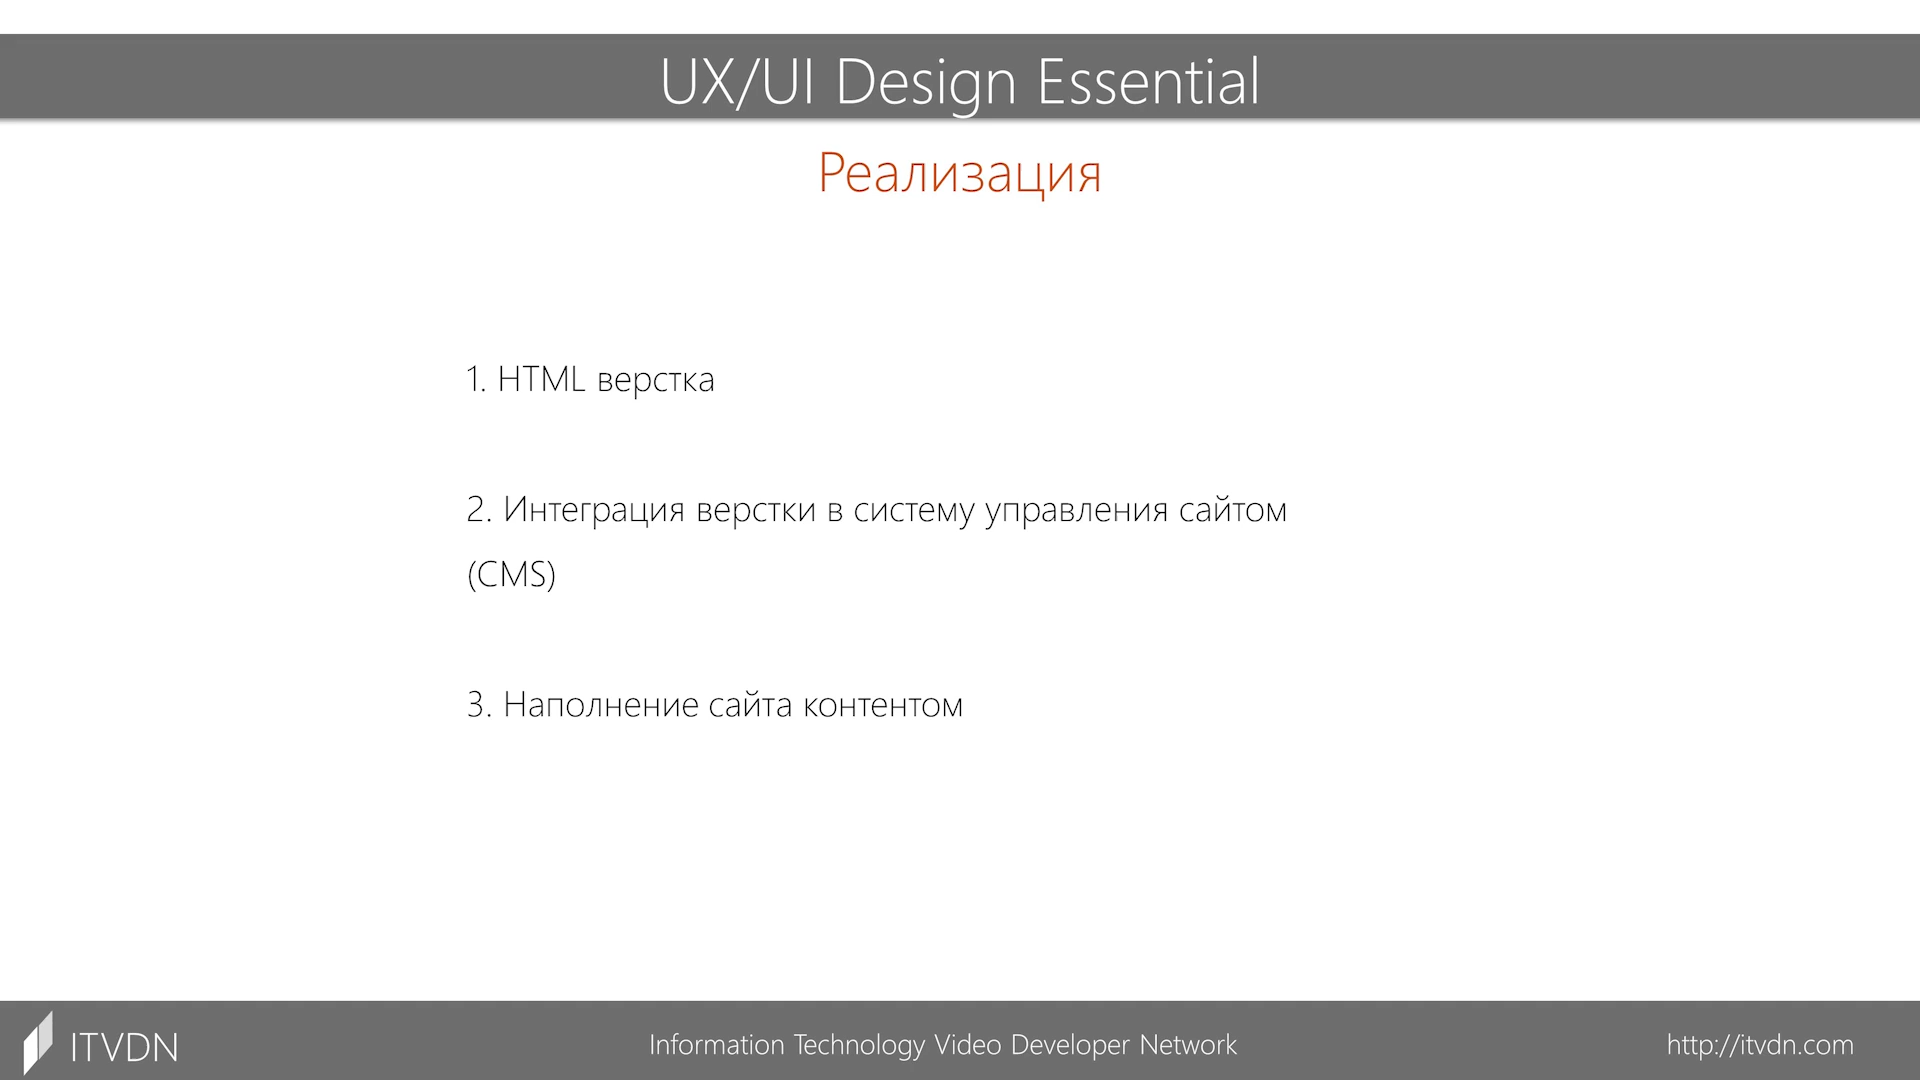 UX/UI Design Essential
Реализация
1. HTML верстка
2. Интеграция верстки в систему управления сайтом
(CMS)
3. Наполнение сайта контентом
ITVDN
Information Technology Video Developer Network
http://itvdn.com